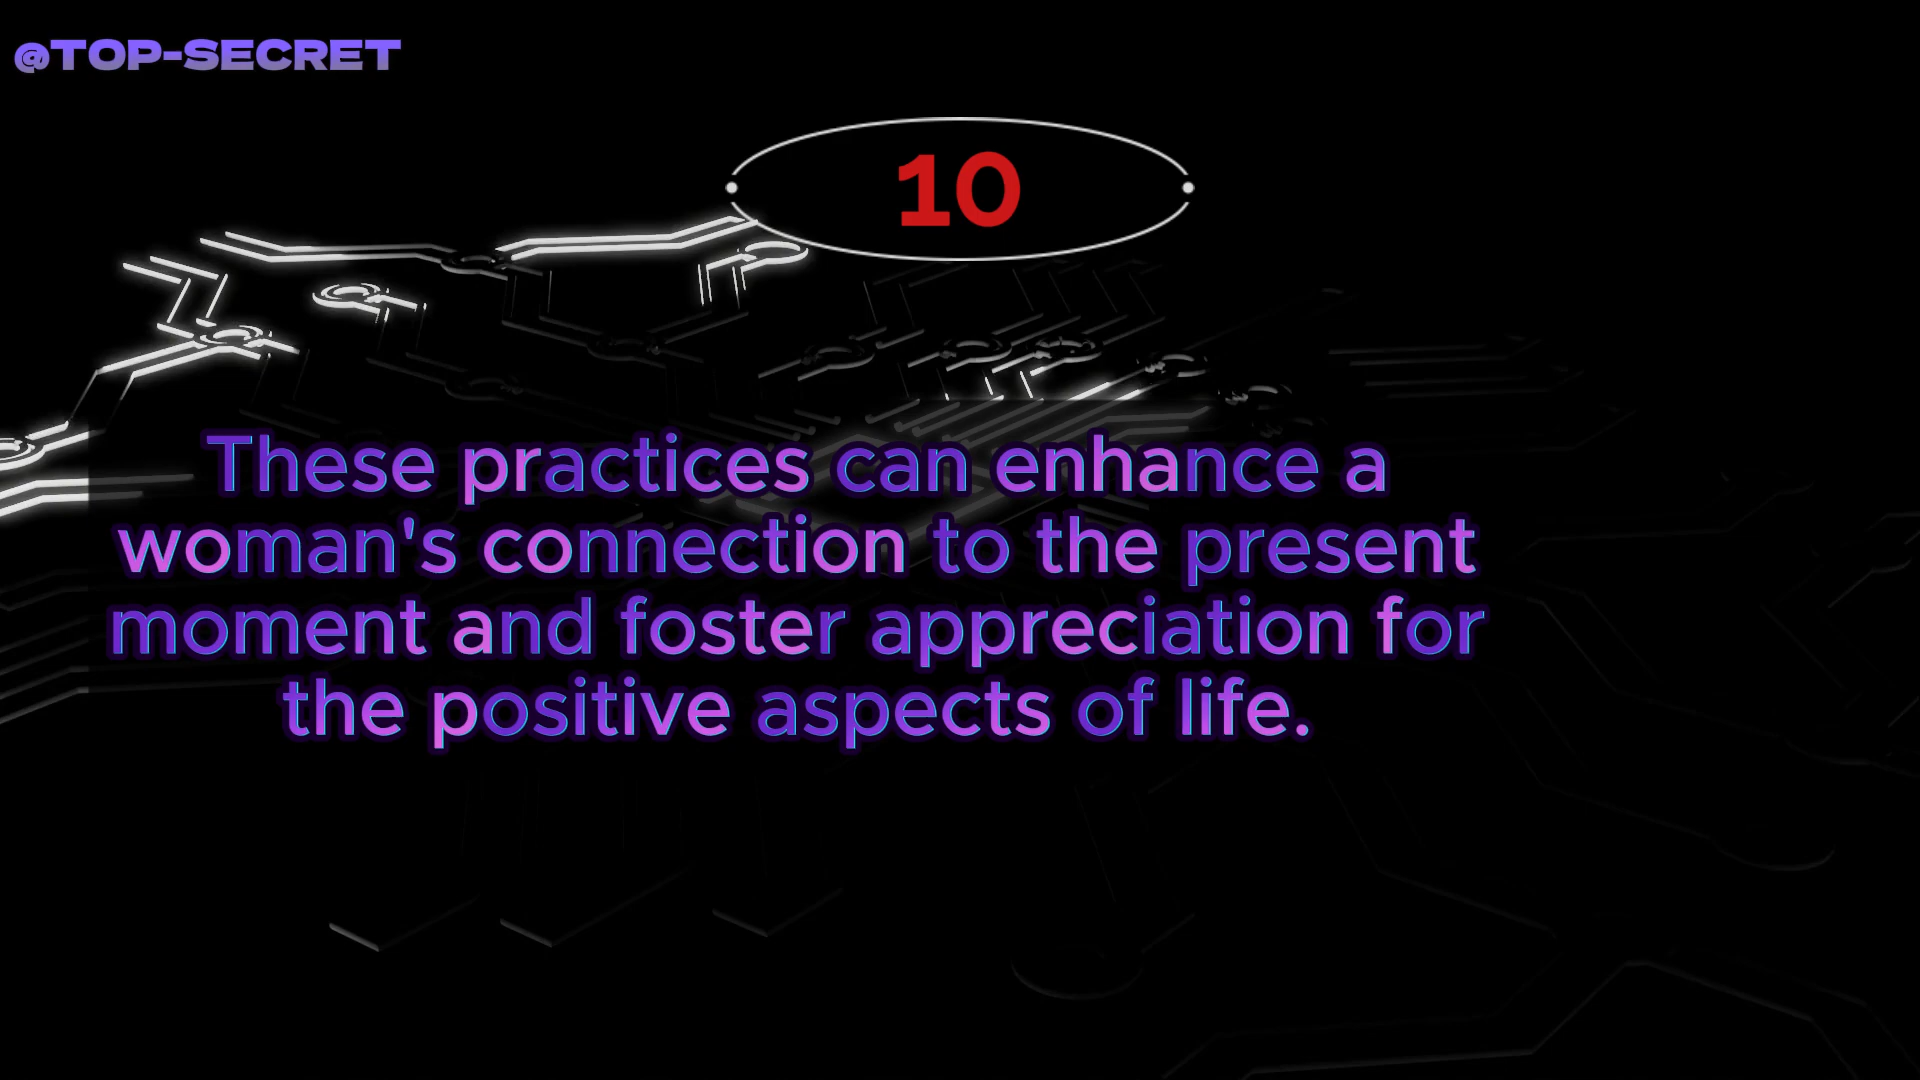 @TOP-SECRET
10
These practices can enhance a
woman's connection to the present
moment and foster appreciation for
the positive aspects of life.